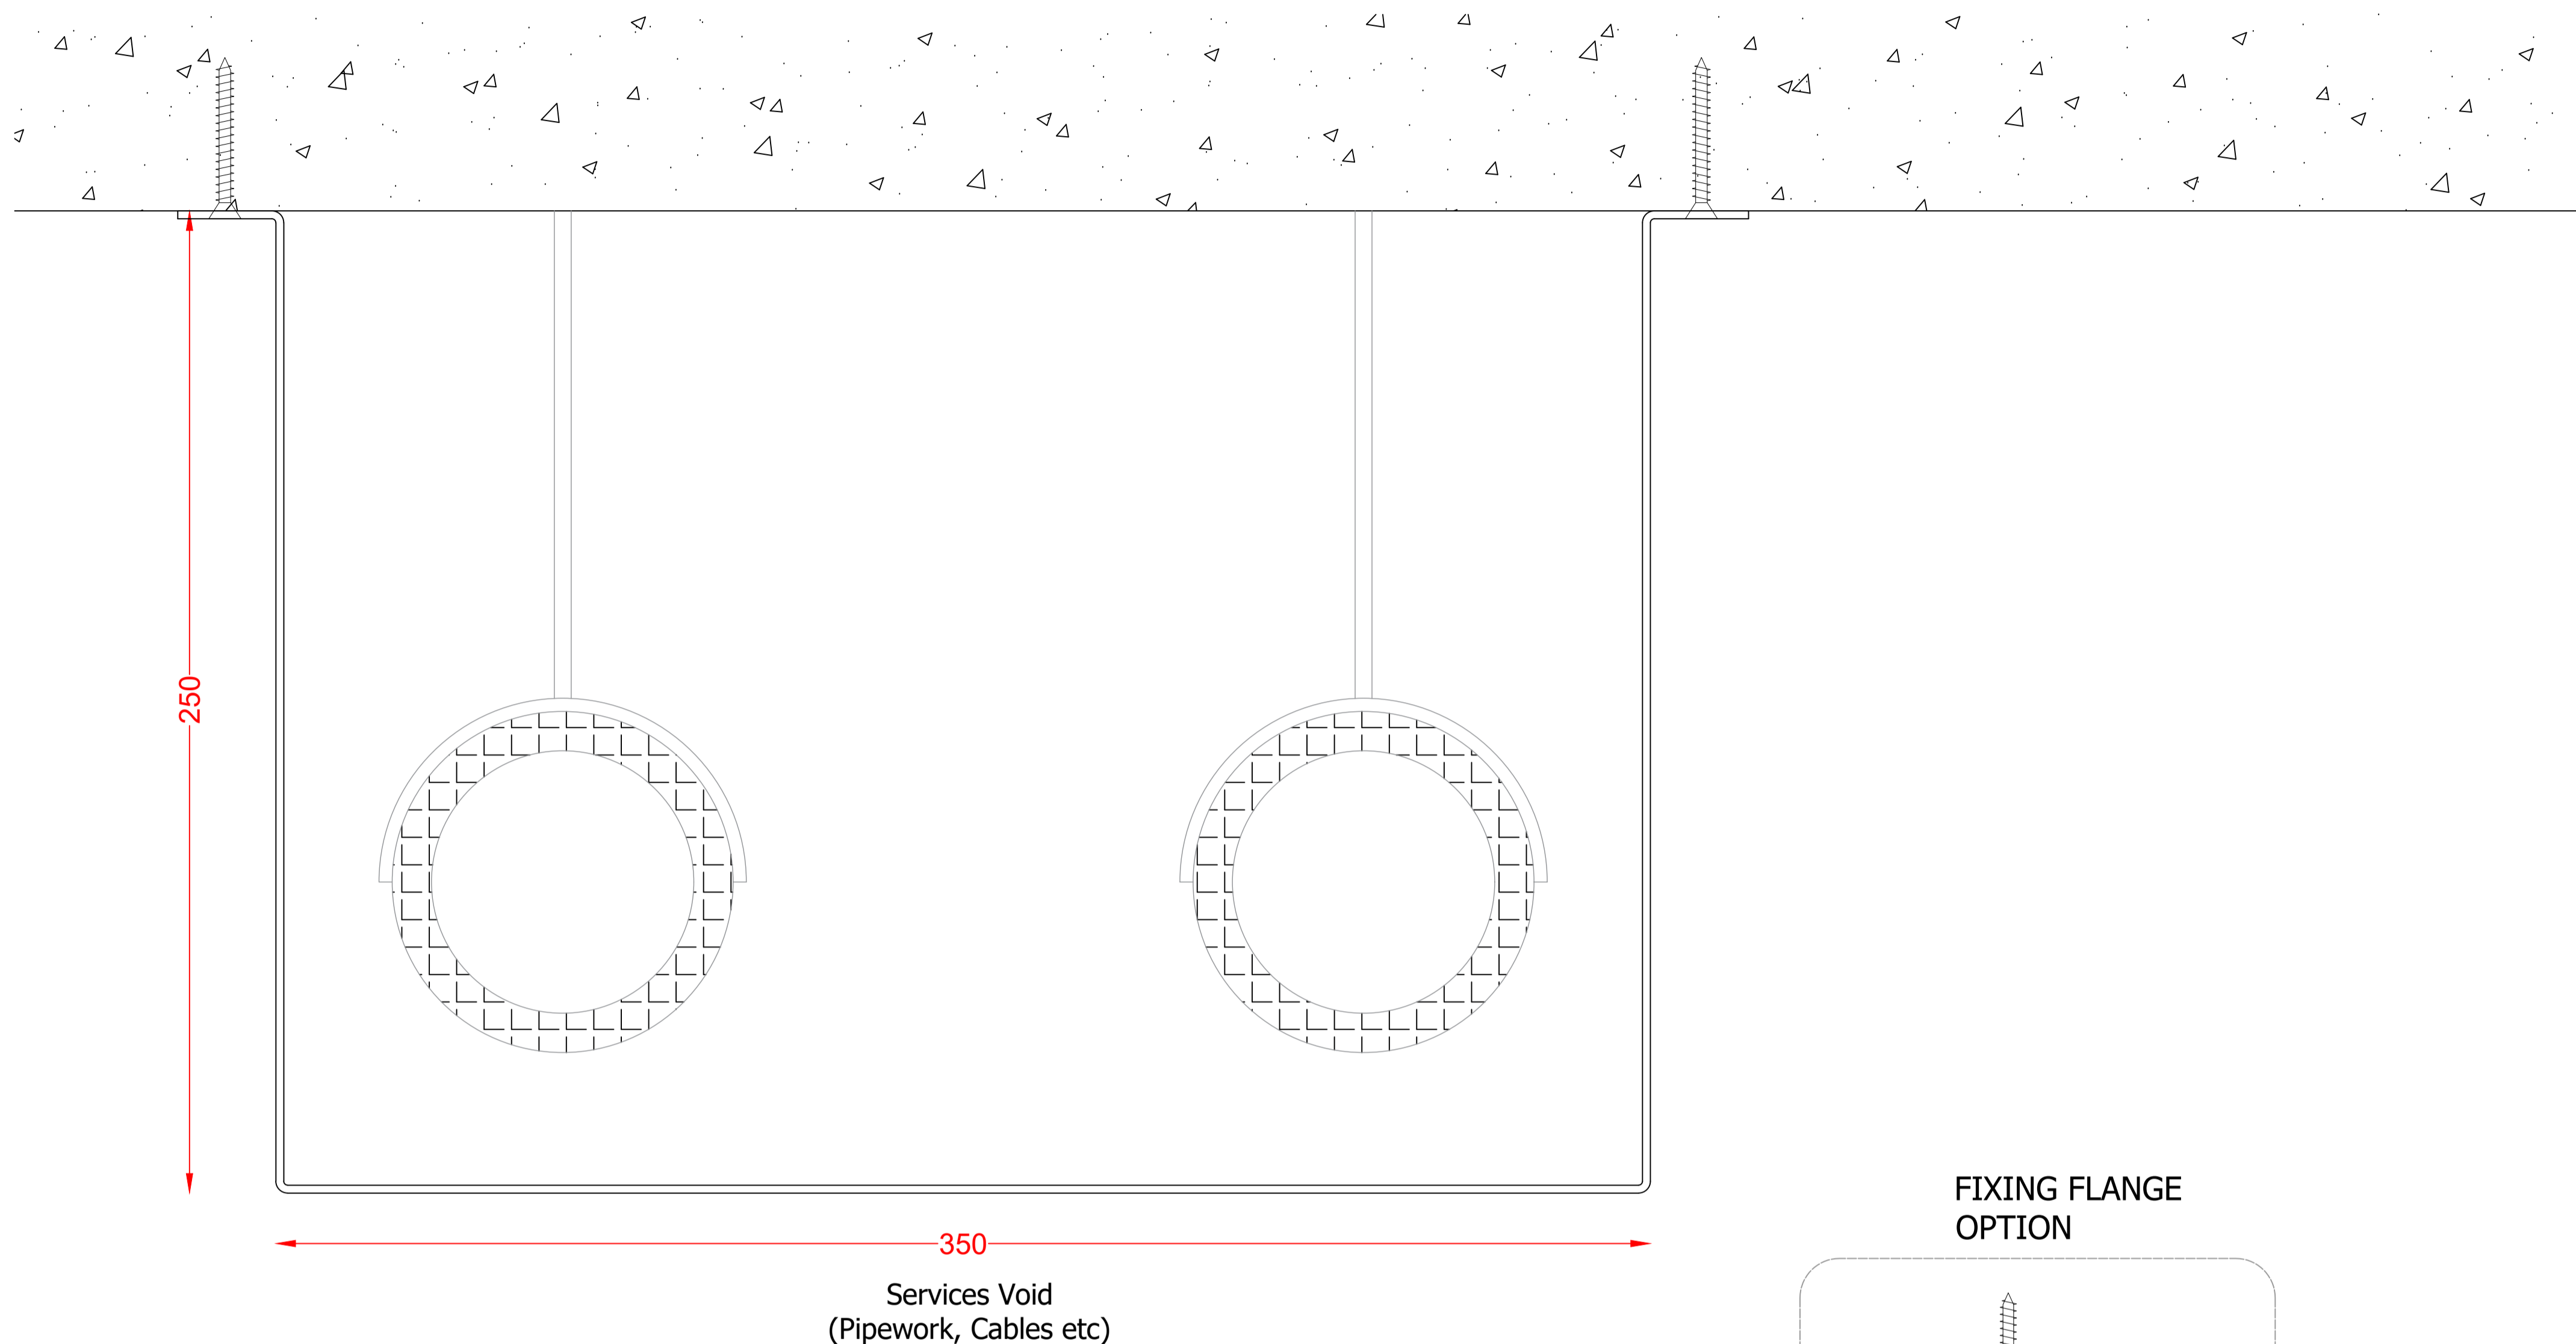 250
350
Services Void
(Pipework, Cables etc)
FIXING FLANGE
OPTION